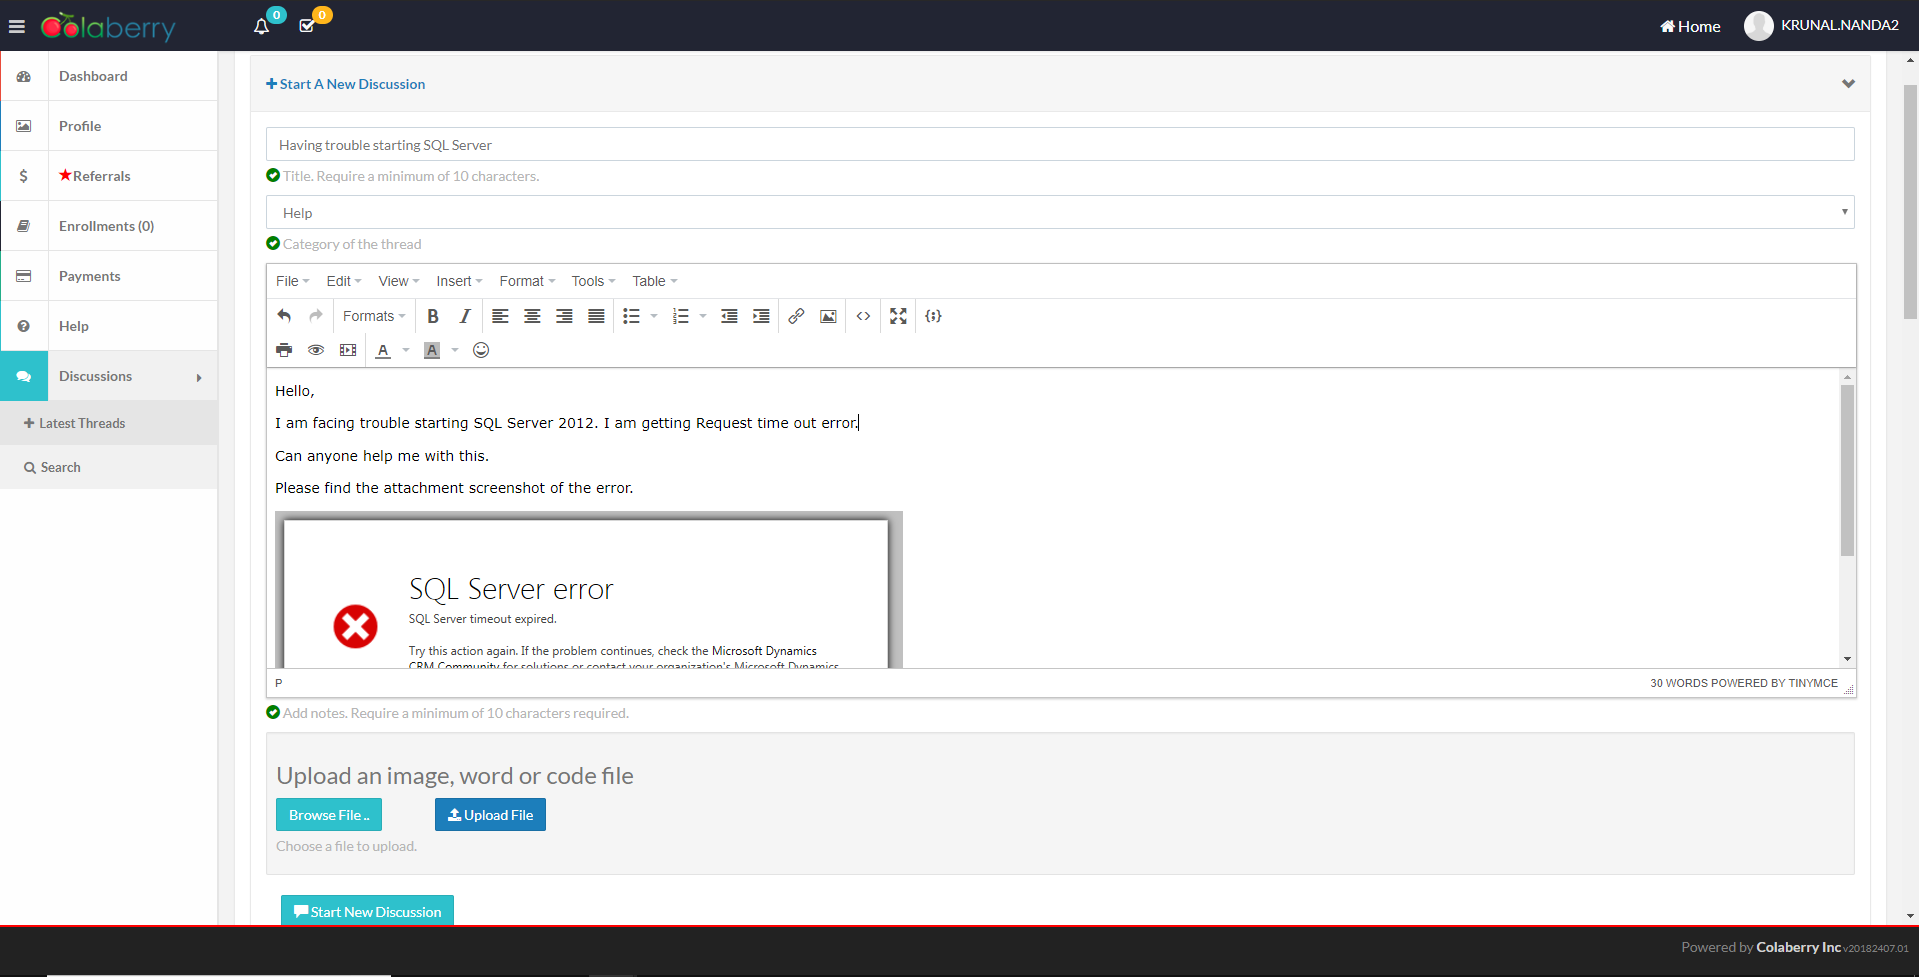 Colaberry
0
0
Home
KRUNAL.NANDA2
Dashboard
Profile
Referrals
Enrollments (0)
Payments
Help
Discussions
Latest Threads
Search
Start A New Discussion
Having trouble starting SQL Server
Title. Require a minimum of 10 characters.
Help
Category of the thread
File Edit View Insert Format Tools Table
Formats B I
A A
Hello,
I am facing trouble starting SQL Server 2012. I am getting Request time out error.
Can anyone help me with this.
Please find the attachment screenshot of the error.
SQL Server error
SQL Server timeout expired.
Try this action again. If the problem continues, check the Microsoft Dynamics
CRM Community for solutions or contact your organization's Microsoft Dynamics
P
30 WORDS POWERED BY TINYMCE
Add notes. Require a minimum of 10 characters required.
Upload an image, word or code file
Browse File ..
Upload File
Choose a file to upload.
Start New Discussion
Powered by Colaberry Inc v20182407.01